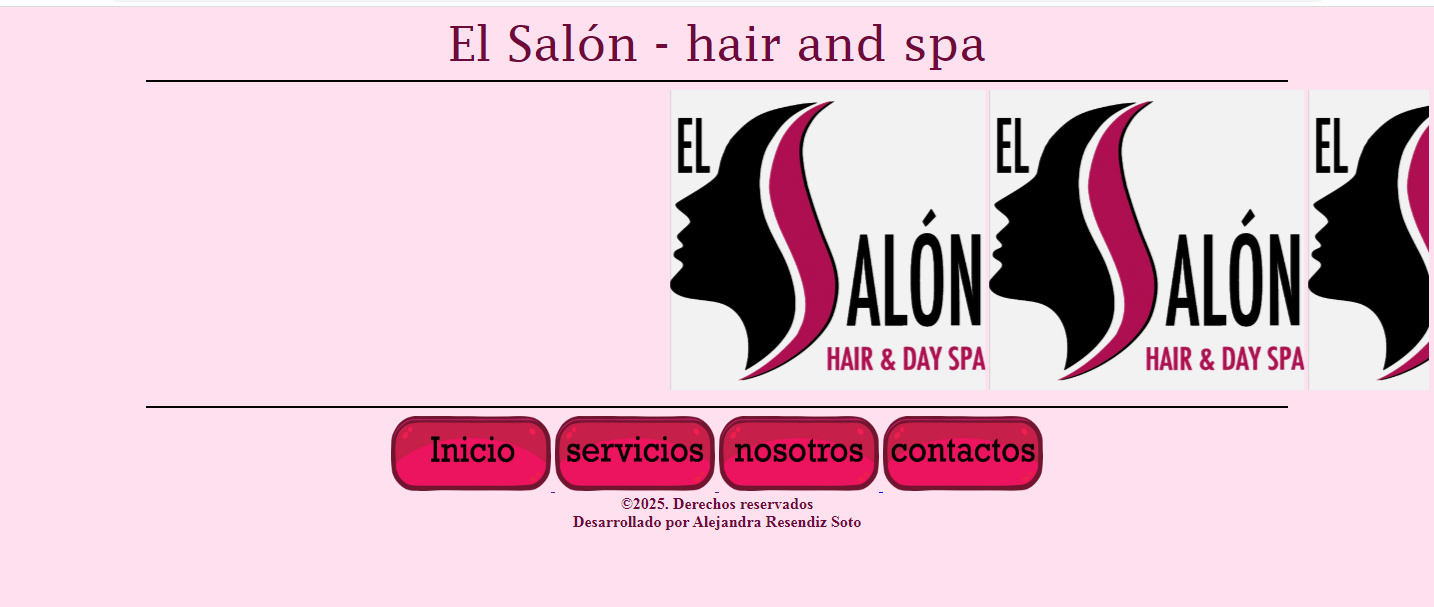 El Salón - hair and spa
EL
SALÓN
HAIR & DAY SPA
EL
SALÓN
HAIR & DAY SPA
EL
Inicio servicios nosotros contactos
©2025. Derechos reservados
Desarrollado por Alejandra Resendiz Soto